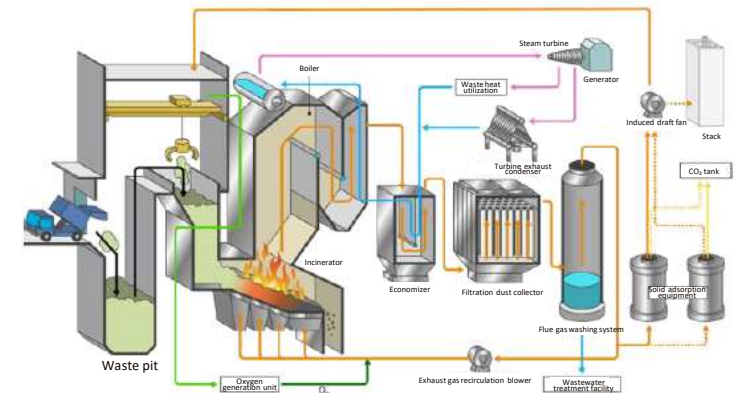 Steam turbine
Boiler
Waste heat
utilization
Generator
Induced draft fan
Stack
Turbine exhaust
condenser
CO₂ tank
Incinerator
Economizer
Filtration dust collector
Solid adsorption
equipment
Flue gas washing system
Waste pit
Oxygen
generation unit
O₂
Exhaust gas recirculation blower
Wastewater
treatment facility